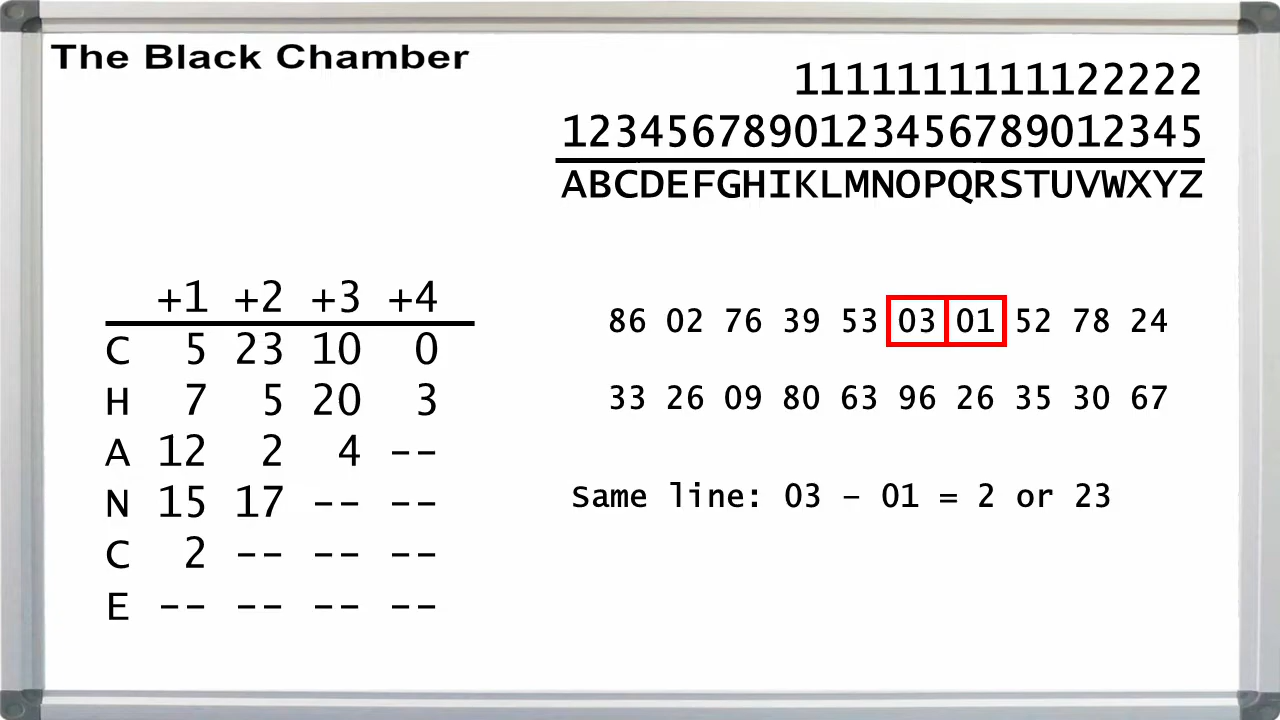 The Black Chamber
1111111111122222
1234567890123456789012345
ABCDEFGHIKLMNOPQRSTUVWXYZ
+1 +2 +3 +4
C 5 23 10 0
H 7 5 20 3
A 12 2 4 --
N 15 17 -- --
C 2 -- -- --
E -- -- -- --
86 02 76 39 53 03 01 52 78 24
33 26 09 80 63 96 26 35 30 67
Same line: 03 – 01 = 2 or 23